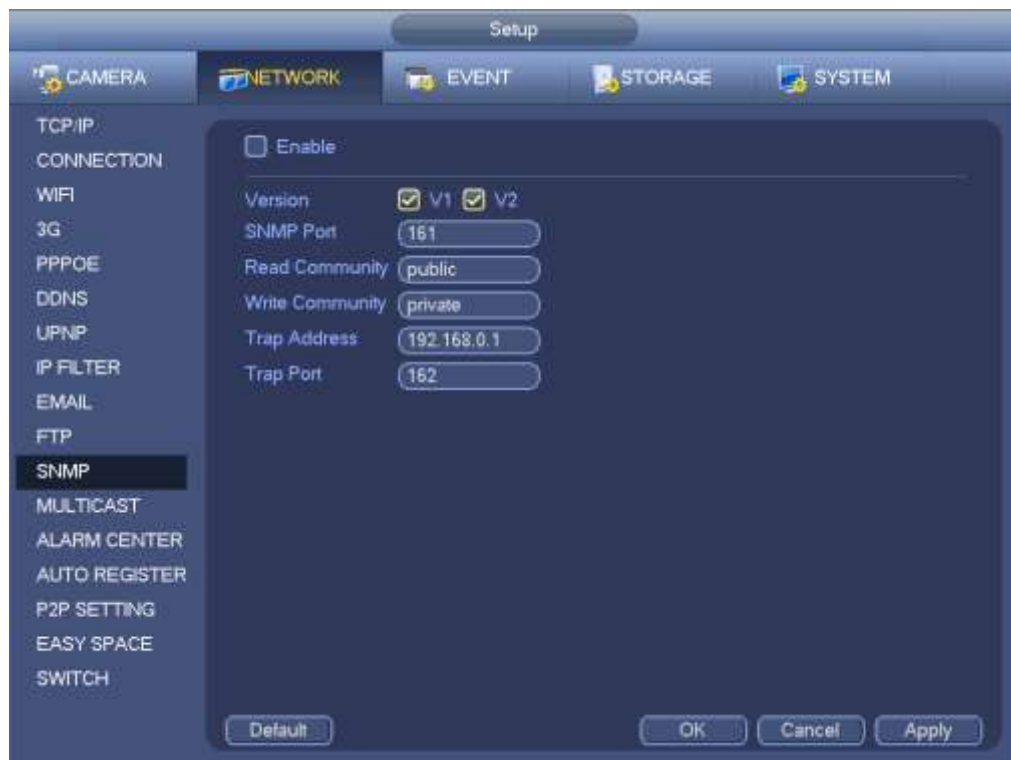 Setup
CAMERA NETWORK EVENT STORAGE SYSTEM
TCP/IP
CONNECTION
WIFI
3G
PPPOE
DDNS
UPNP
IP FILTER
EMAIL
FTP
SNMP
MULTICAST
ALARM CENTER
AUTO REGISTER
P2P SETTING
EASY SPACE
SWITCH
Enable
Version V1 V2
SNMP Port 161
Read Community public
Write Community private
Trap Address 192.168.0.1
Trap Port 162
Default OK Cancel Apply